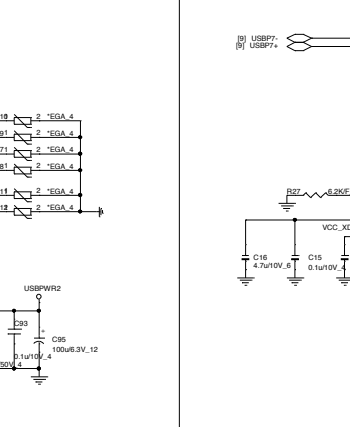 [9] USBP7-
[9] USBP7+
2 *EGA_4
2 *EGA_4
2 *EGA_4
2 *EGA_4
2 *EGA_4
2 *EGA_4
R27 6.2K/F
VCC_XD
C16
4.7u/10V_6
C15
0.1u/10V_4
USBPWR2
C93
0.1u/10V_4
+
C95
100u/6.3V_12
50V_4